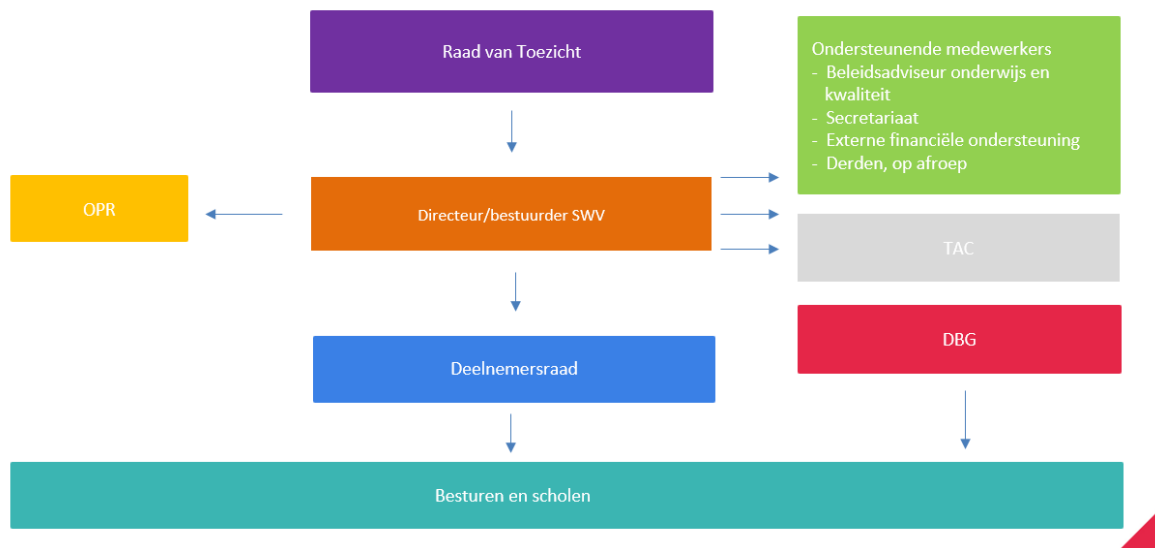 Raad van Toezicht
Ondersteunende medewerkers
- Beleidsadviseur onderwijs en
kwaliteit
- Secretariaat
- Externe financiële ondersteuning
- Derden, op afroep
OPR
Directeur/bestuurder SWV
TAC
DBG
Deelnemersraad
Besturen en scholen